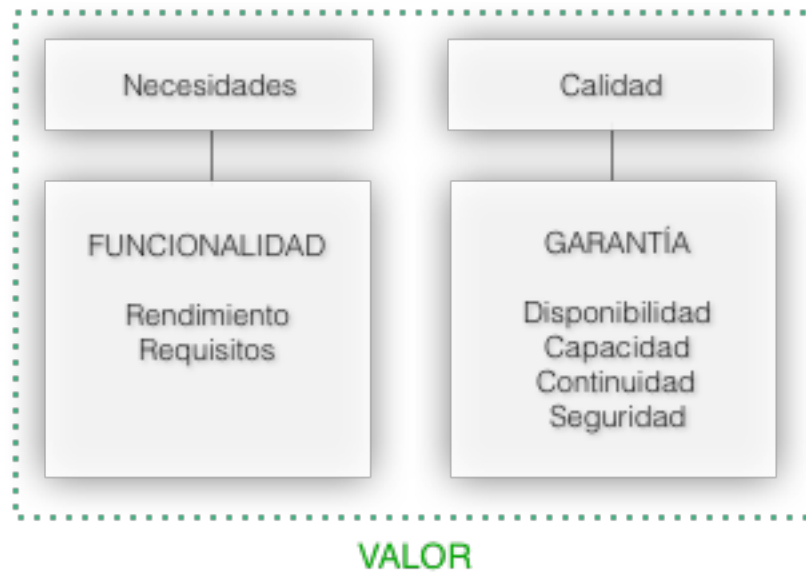 Necesidades
Calidad
FUNCIONALIDAD
Rendimiento
Requisitos
GARANTÍA
Disponibilidad
Capacidad
Continuidad
Seguridad
VALOR